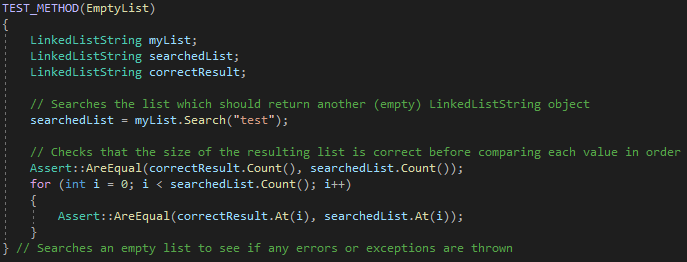 TEST_METHOD(EmptyList)
{
    LinkedListString myList;
    LinkedListString searchedList;
    LinkedListString correctResult;

    // Searches the list which should return another (empty) LinkedListString object
    searchedList = myList.Search("test");

    // Checks that the size of the resulting list is correct before comparing each value in order
    Assert::AreEqual(correctResult.Count(), searchedList.Count());
    for (int i = 0; i < searchedList.Count(); i++)
    {
        Assert::AreEqual(correctResult.At(i), searchedList.At(i));
    }
} // Searches an empty list to see if any errors or exceptions are thrown